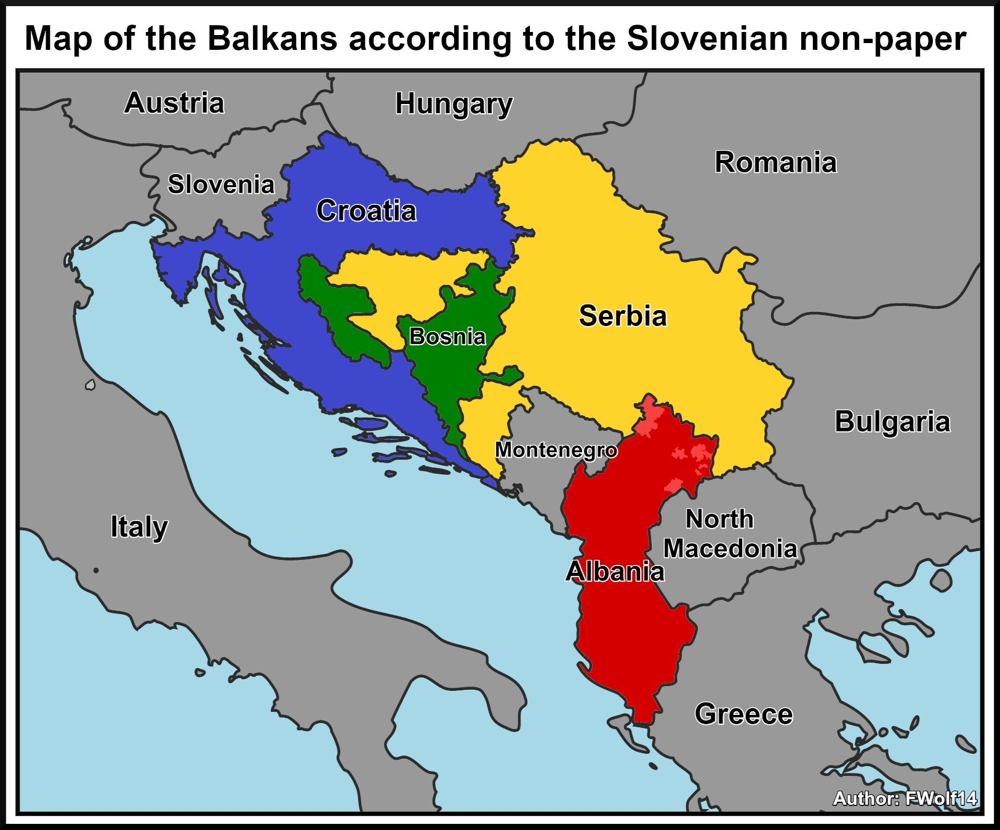 Map of the Balkans according to the Slovenian non-paper
Austria
Hungary
Romania
Slovenia
Croatia
Serbia
Bosnia
Bulgaria
Montenegro
Italy
North
Macedonia
Albania
Greece
Author: FWolf14